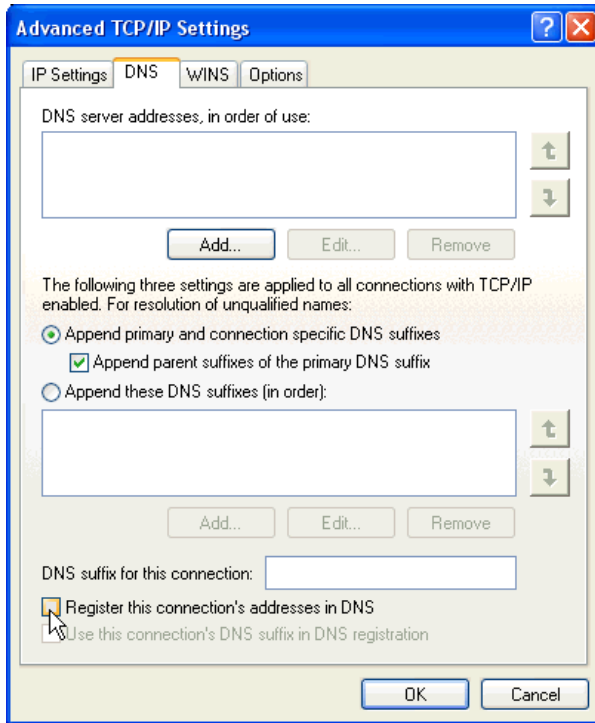 Advanced TCP/IP Settings
IP Settings DNS WINS Options
DNS server addresses, in order of use:
Add... Edit... Remove
The following three settings are applied to all connections with TCP/IP
enabled. For resolution of unqualified names:
Append primary and connection specific DNS suffixes
Append parent suffixes of the primary DNS suffix
Append these DNS suffixes (in order):
Add... Edit... Remove
DNS suffix for this connection:
Register this connection's addresses in DNS
Use this connection's DNS suffix in DNS registration
OK Cancel